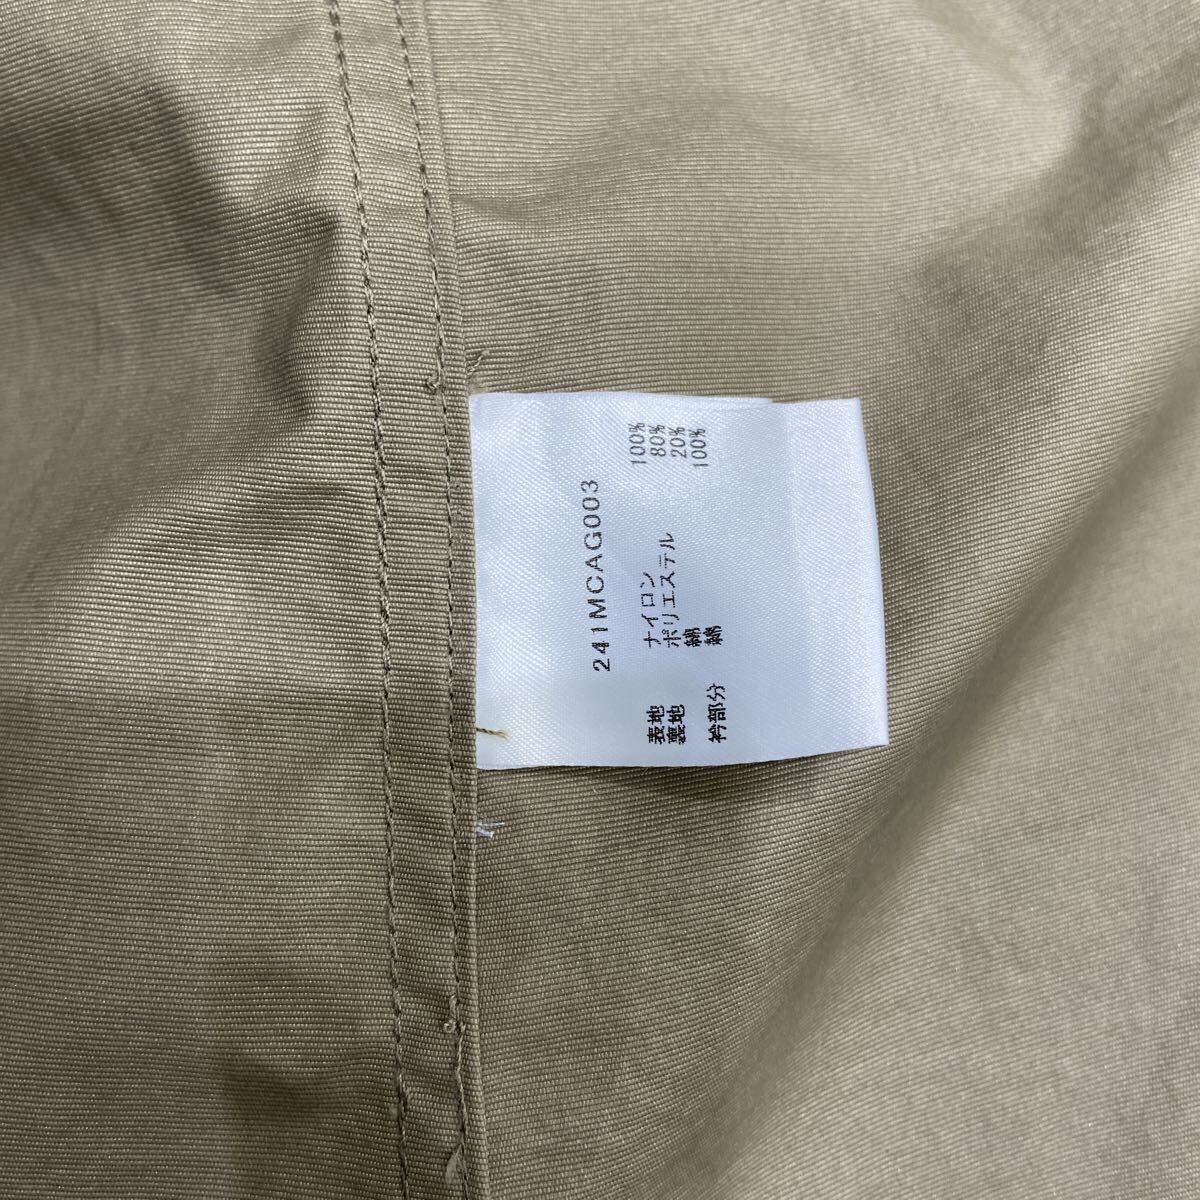 241MCAG003
表地 ナイロン 100%
裏地 ポリエステル 80%
綿 20%
衿部分 綿 100%